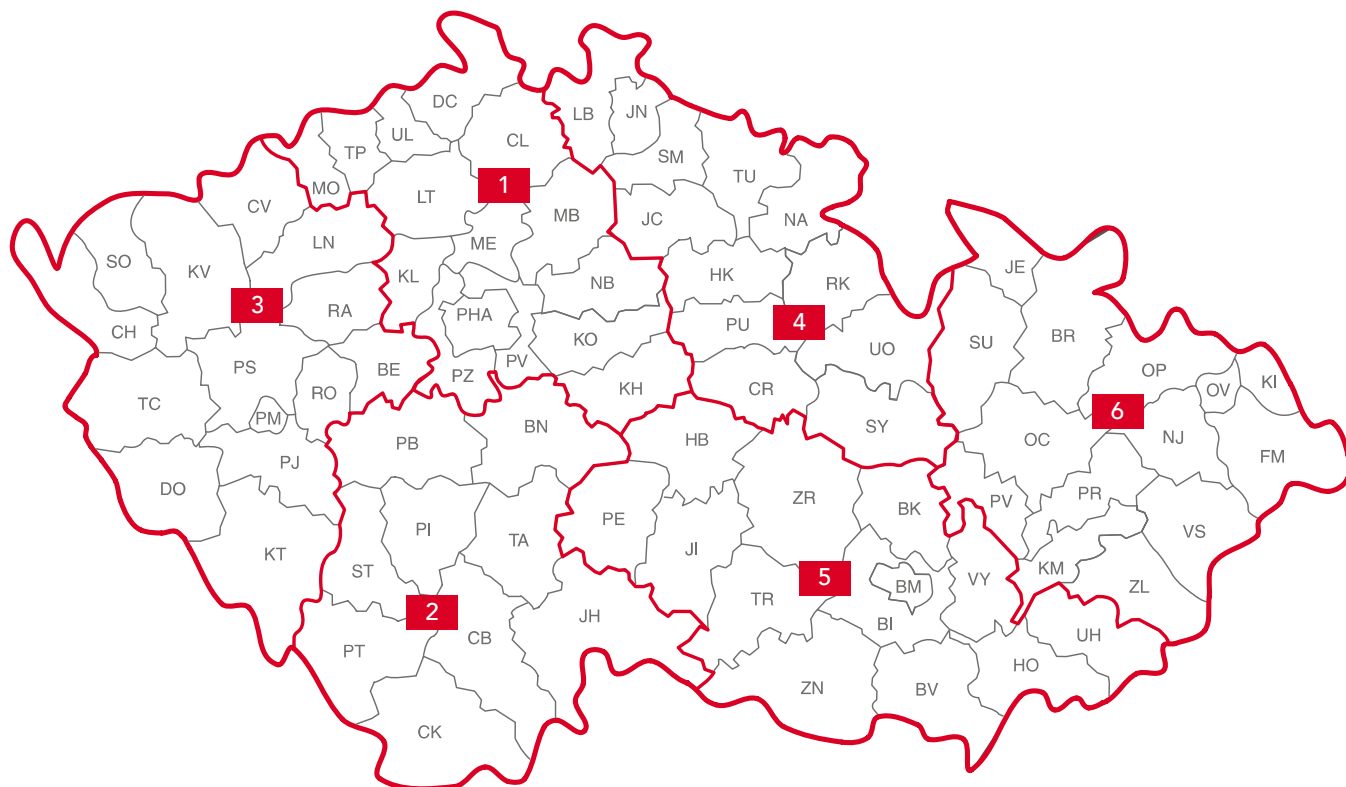 DC
LB
JN
UL
CL
TP
SM
MO
TU
1
LT
CV
MB
JC
NA
LN
ME
SO
KV
KL
NB
HK
RK
JE
3
RA
PHA
4
PU
CH
KO
UO
SU
BR
PS
BE
PV
PZ
OP
KI
TC
RO
KH
CR
OV
PM
6
BN
SY
PB
HB
OC
NJ
PJ
FM
DO
ZR
PR
PV
PI
PE
BK
VS
TA
JI
KT
ST
KM
VY
5
BM
ZL
TR
2
JH
BI
CB
UH
PT
HO
ZN
BV
CK